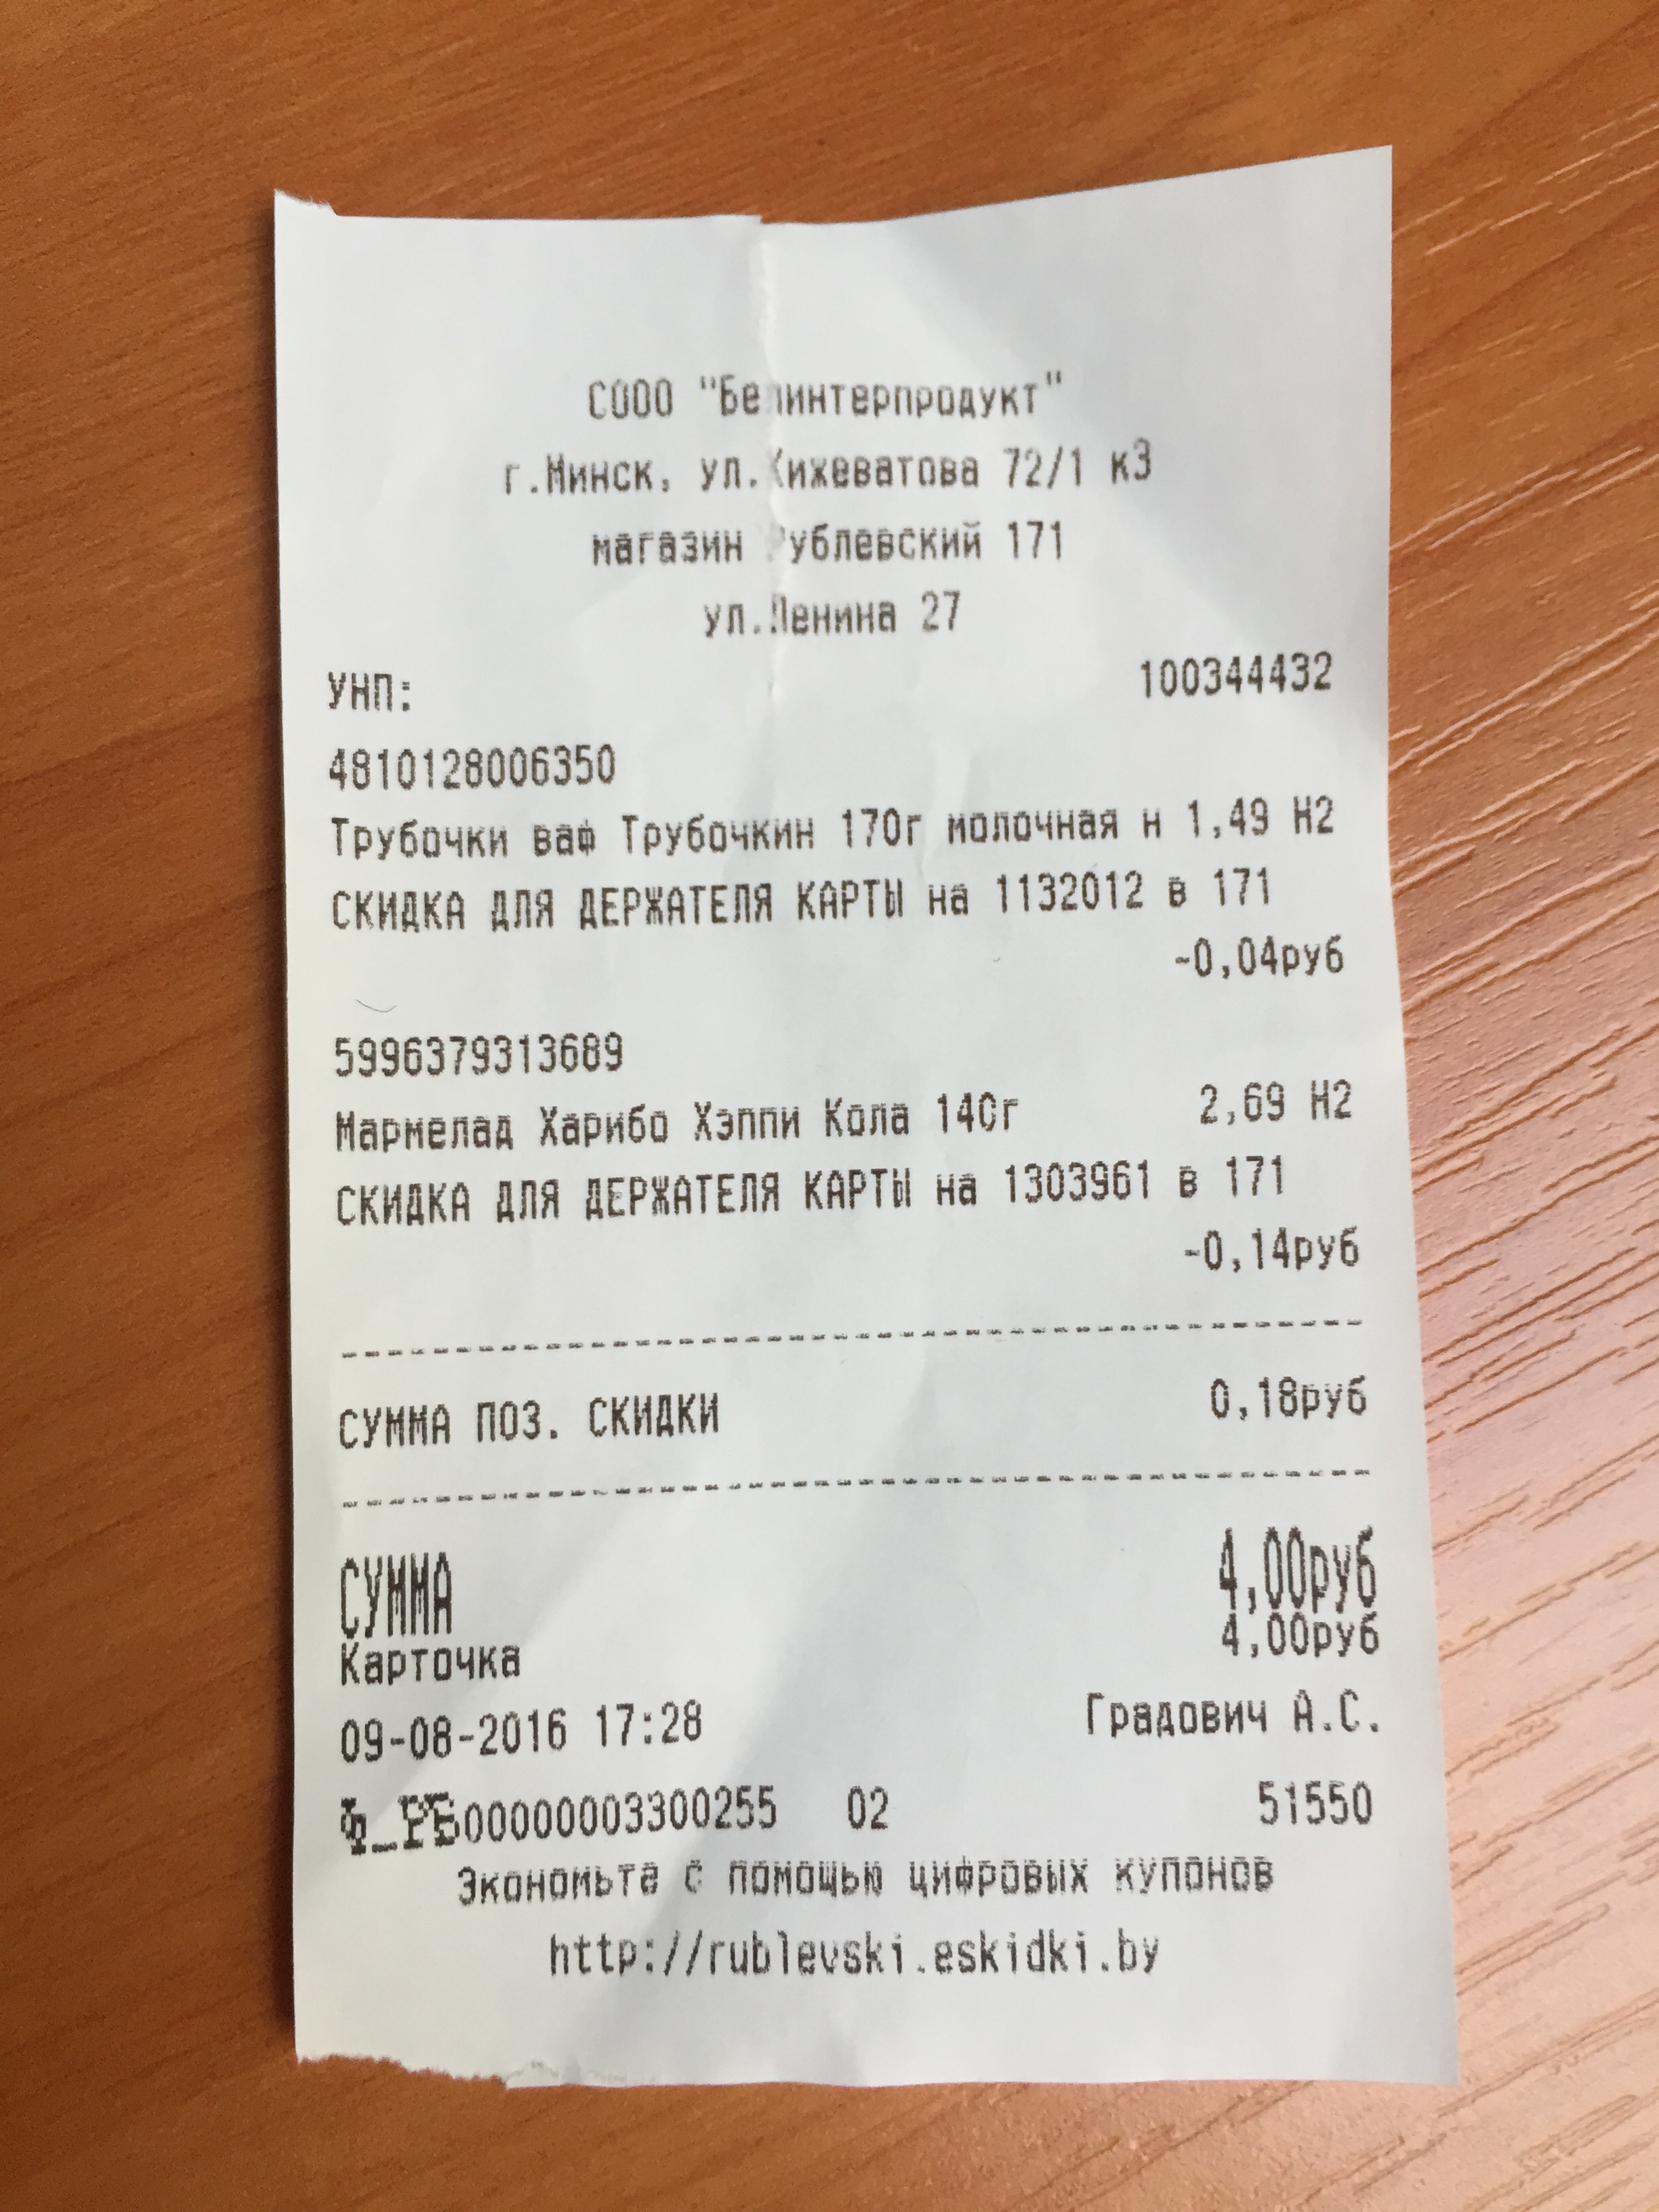 СООО "Белинтерпродукт"
г.Минск, ул.Кижеватова 72/1 к3
магазин Рублевский 171
ул.Ленина 27
УНП: 100344432
4810128006350
Трубочки ваф Трубочкин 170г молочная н 1,49 Н2
СКИДКА ДЛЯ ДЕРЖАТЕЛЯ КАРТЫ на 1132012 в 171
-0,04руб
5996379313689
Мармелад Харибо Хэппи Кола 140г 2,69 Н2
СКИДКА ДЛЯ ДЕРЖАТЕЛЯ КАРТЫ на 1303961 в 171
-0,14руб
СУММА ПОЗ. СКИДКИ 0,18руб
СУММА 4,00руб
Карточка 4,00руб
09-08-2016 17:28 Градович А.С.
Ф_РБ00000003300255 02 51550
Экономьте с помощью цифровых купонов
http://rublevski.eskidki.by